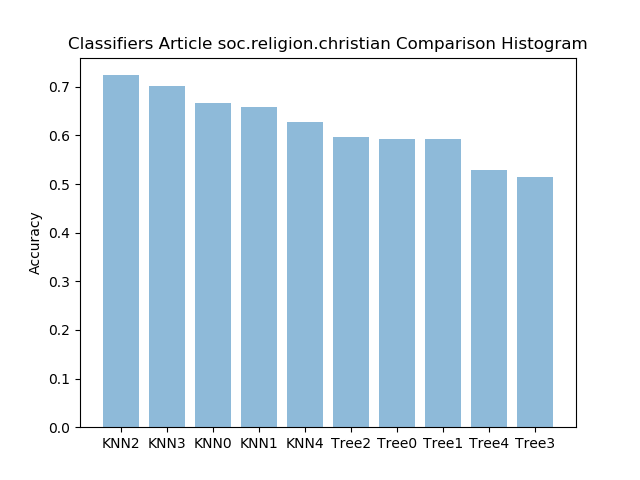 Classifiers Article soc.religion.christian Comparison Histogram
Accuracy
0.7
0.6
0.5
0.4
0.3
0.2
0.1
0.0
KNN2 KNN3 KNN0 KNN1 KNN4 Tree2 Tree0 Tree1 Tree4 Tree3